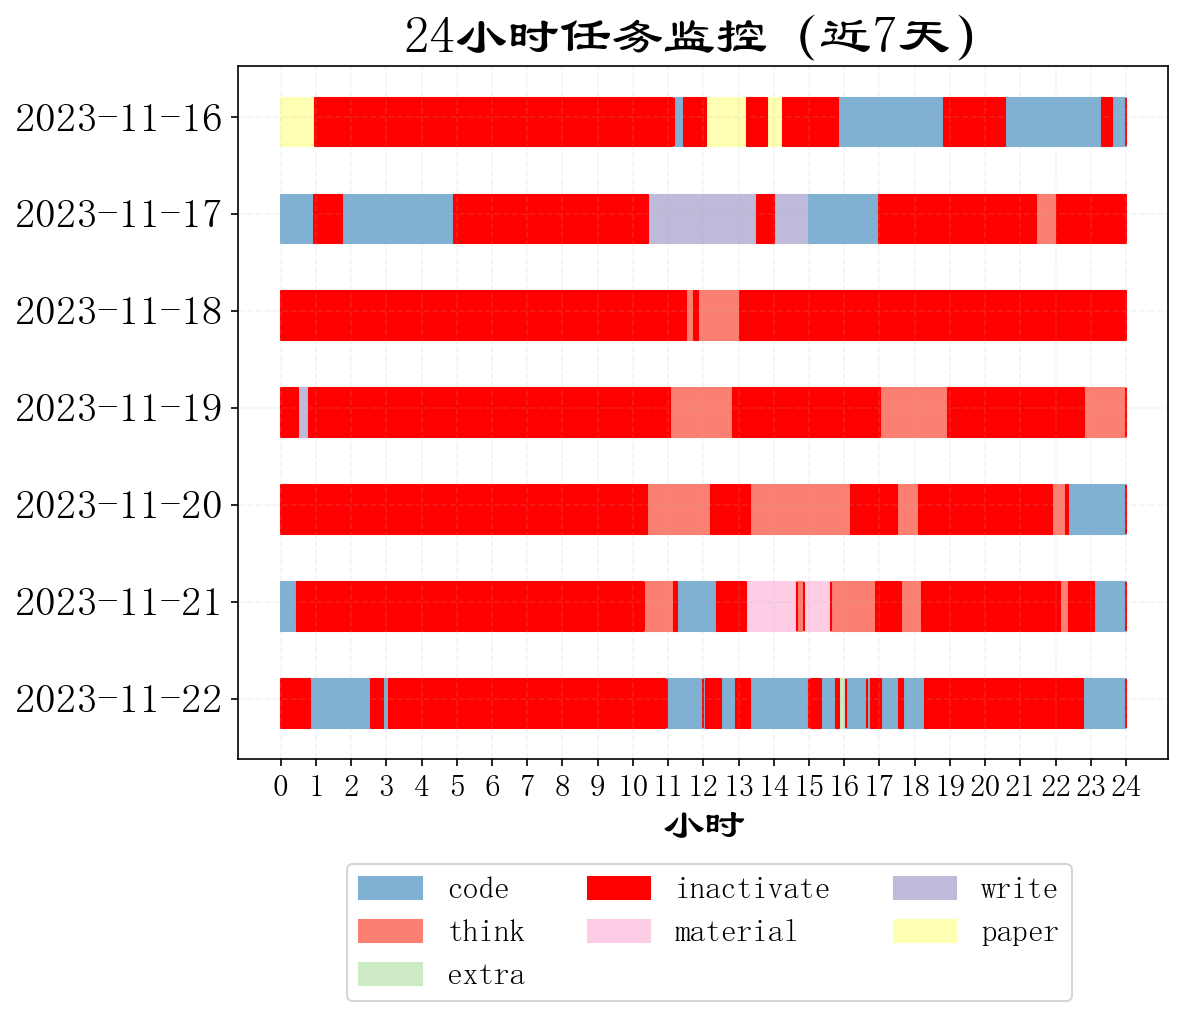 24小时任务监控 (近7天)
2023-11-16
2023-11-17
2023-11-18
2023-11-19
2023-11-20
2023-11-21
2023-11-22
0 1 2 3 4 5 6 7 8 9 10 11 12 13 14 15 16 17 18 19 20 21 22 23 24
小时
code inactivate write
think material paper
extra